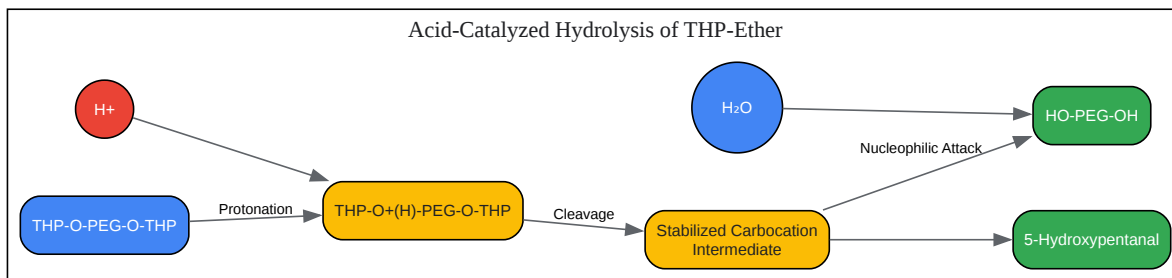 Acid-Catalyzed Hydrolysis of THP-Ether
H+
H₂O
HO-PEG-OH
Nucleophilic Attack
THP-O-PEG-O-THP
Protonation
THP-O+(H)-PEG-O-THP
Cleavage
Stabilized Carbocation
Intermediate
5-Hydroxypentanal